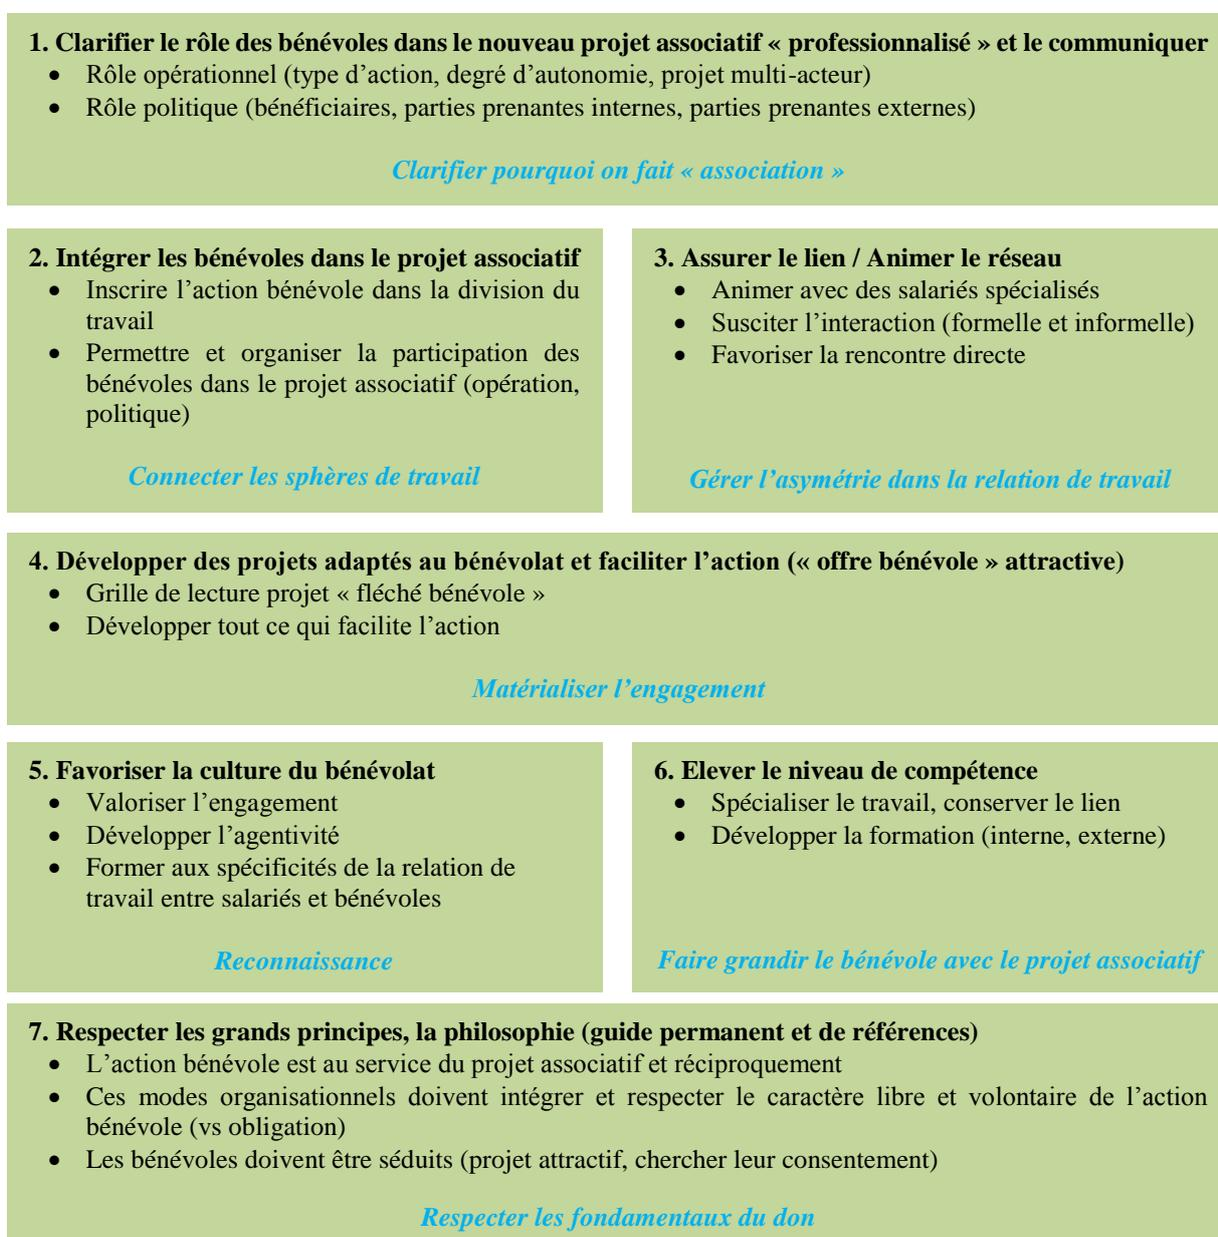 1. Clarifier le rôle des bénévoles dans le nouveau projet associatif « professionnalisé » et le communiquer
• Rôle opérationnel (type d’action, degré d’autonomie, projet multi-acteur)
• Rôle politique (bénéficiaires, parties prenantes internes, parties prenantes externes)
Clarifier pourquoi on fait « association »
2. Intégrer les bénévoles dans le projet associatif
• Inscrire l’action bénévole dans la division du
travail
• Permettre et organiser la participation des
bénévoles dans le projet associatif (opération,
politique)
Connecter les sphères de travail
3. Assurer le lien / Animer le réseau
• Animer avec des salariés spécialisés
• Susciter l’interaction (formelle et informelle)
• Favoriser la rencontre directe
Gérer l’asymétrie dans la relation de travail
4. Développer des projets adaptés au bénévolat et faciliter l’action (« offre bénévole » attractive)
• Grille de lecture projet « fléché bénévole »
• Développer tout ce qui facilite l’action
Matérialiser l’engagement
5. Favoriser la culture du bénévolat
• Valoriser l’engagement
• Développer l’agentivité
• Former aux spécificités de la relation de
travail entre salariés et bénévoles
Reconnaissance
6. Elever le niveau de compétence
• Spécialiser le travail, conserver le lien
• Développer la formation (interne, externe)
Faire grandir le bénévole avec le projet associatif
7. Respecter les grands principes, la philosophie (guide permanent et de références)
• L’action bénévole est au service du projet associatif et réciproquement
• Ces modes organisationnels doivent intégrer et respecter le caractère libre et volontaire de l’action
bénévole (vs obligation)
• Les bénévoles doivent être séduits (projet attractif, chercher leur consentement)
Respecter les fondamentaux du don